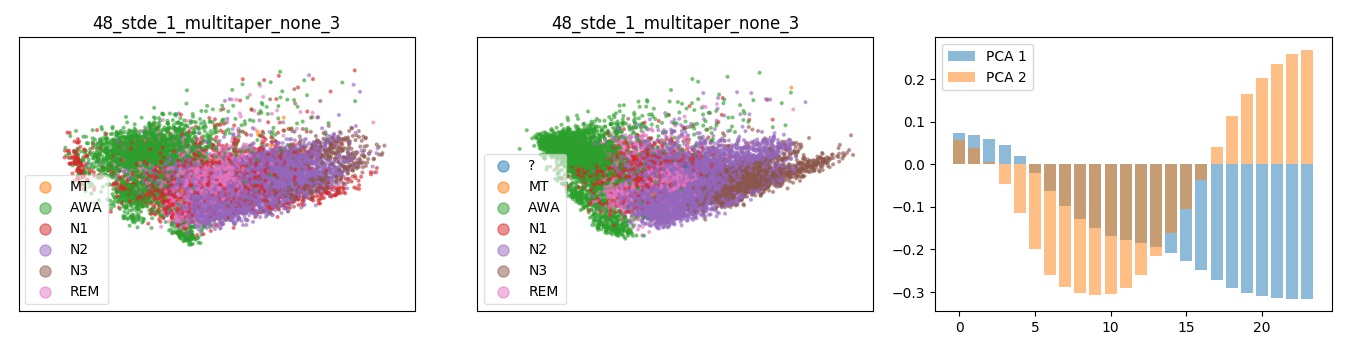 48_stde_1_multitaper_none_3
MT
AWA
N1
N2
N3
REM
48_stde_1_multitaper_none_3
?
MT
AWA
N1
N2
N3
REM
PCA 1
PCA 2
0.2
0.1
0.0
−0.1
−0.2
−0.3
0
5
10
15
20